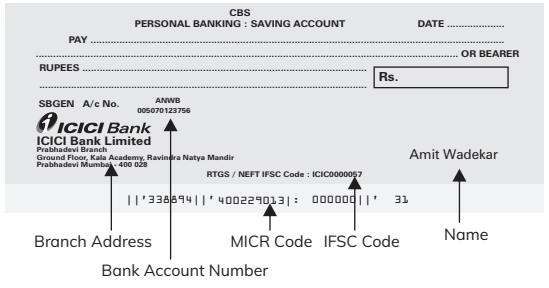 CBS
PERSONAL BANKING : SAVING ACCOUNT DATE ....................
PAY ....................
.................... OR BEARER
RUPEES ....................
Rs.
....................
SBGEN A/c No. ANWB
005070123756
ICICI Bank
ICICI Bank Limited
Prabhadevi Branch
Ground Floor, Kala Academy, Ravindra Natya Mandir
Prabhadevi Mumbai - 400 028
Amit Wadekar
RTGS / NEFT IFSC Code : ICIC0000057
||'338894||' 400229013|: 000000||' 31
Branch Address MICR Code IFSC Code Name
Bank Account Number